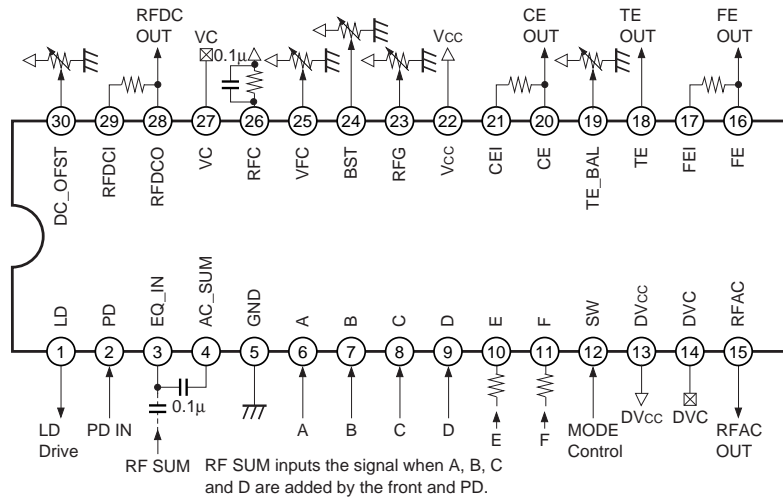 RFDC
OUT
VC
0.1μ
VCC
CE
OUT
TE
OUT
FE
OUT
30
29
28
27
26
25
24
23
22
21
20
19
18
17
16
DC_OFST
RFDCI
RFDCO
VC
RFC
VFC
BST
RFG
VCC
CEI
CE
TE_BAL
TE
FEI
FE
LD
PD
EQ_IN
AC_SUM
GND
A
B
C
D
E
F
SW
DVCC
DVC
RFAC
1
2
3
4
5
6
7
8
9
10
11
12
13
14
15
LD
Drive
PD IN
0.1μ
RF SUM
A
B
C
D
E
F
MODE
Control
DVCC
DVC
RFAC
OUT
RF SUM inputs the signal when A, B, C
and D are added by the front and PD.